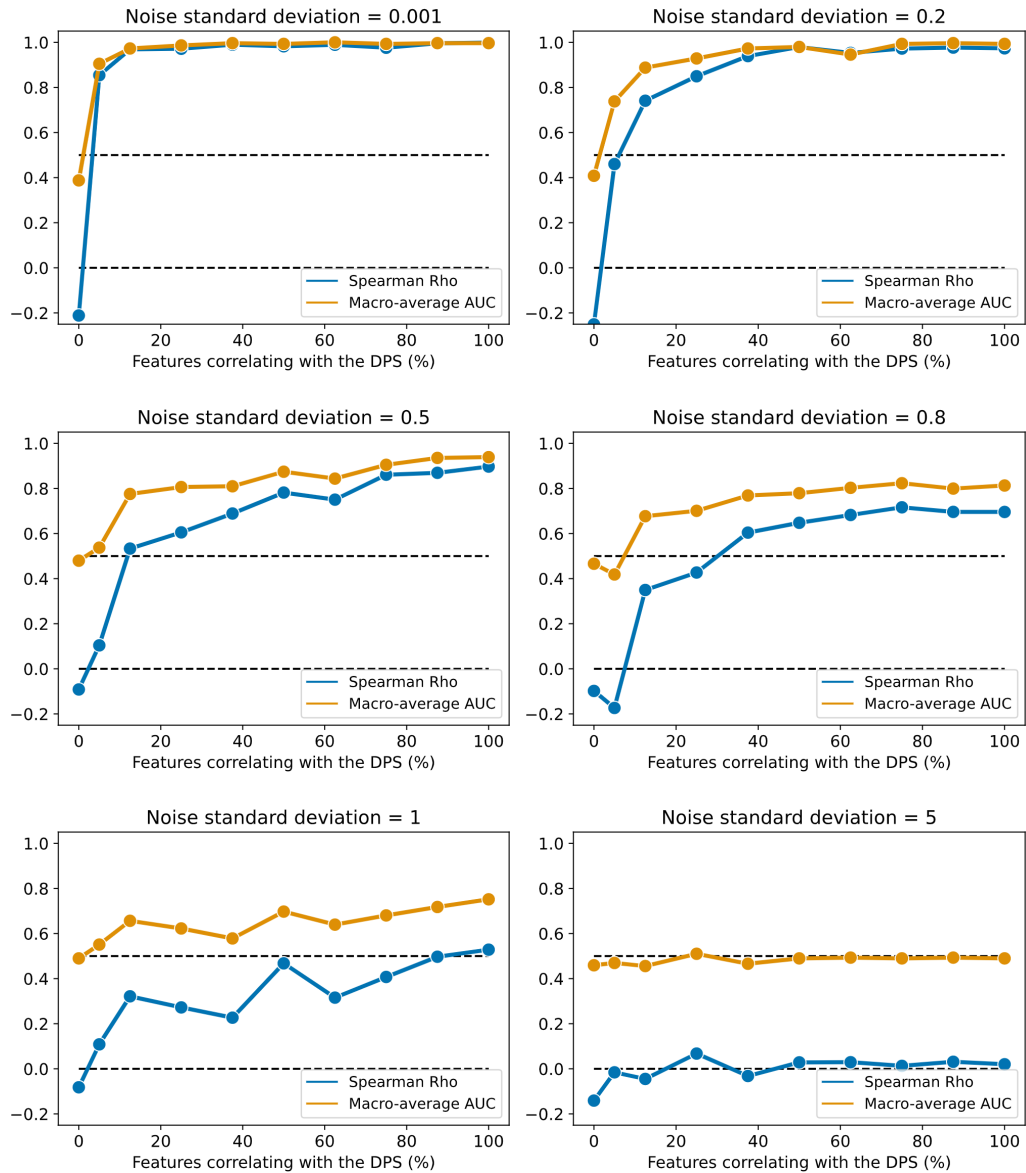 Noise standard deviation = 0.001
1.0
0.8
0.6
0.4
0.2
0.0
−0.2
Spearman Rho
Macro-average AUC
0 20 40 60 80 100
Features correlating with the DPS (%)
Noise standard deviation = 0.2
1.0
0.8
0.6
0.4
0.2
0.0
−0.2
Spearman Rho
Macro-average AUC
0 20 40 60 80 100
Features correlating with the DPS (%)
Noise standard deviation = 0.5
1.0
0.8
0.6
0.4
0.2
0.0
−0.2
Spearman Rho
Macro-average AUC
0 20 40 60 80 100
Features correlating with the DPS (%)
Noise standard deviation = 0.8
1.0
0.8
0.6
0.4
0.2
0.0
−0.2
Spearman Rho
Macro-average AUC
0 20 40 60 80 100
Features correlating with the DPS (%)
Noise standard deviation = 1
1.0
0.8
0.6
0.4
0.2
0.0
−0.2
Spearman Rho
Macro-average AUC
0 20 40 60 80 100
Features correlating with the DPS (%)
Noise standard deviation = 5
1.0
0.8
0.6
0.4
0.2
0.0
−0.2
Spearman Rho
Macro-average AUC
0 20 40 60 80 100
Features correlating with the DPS (%)